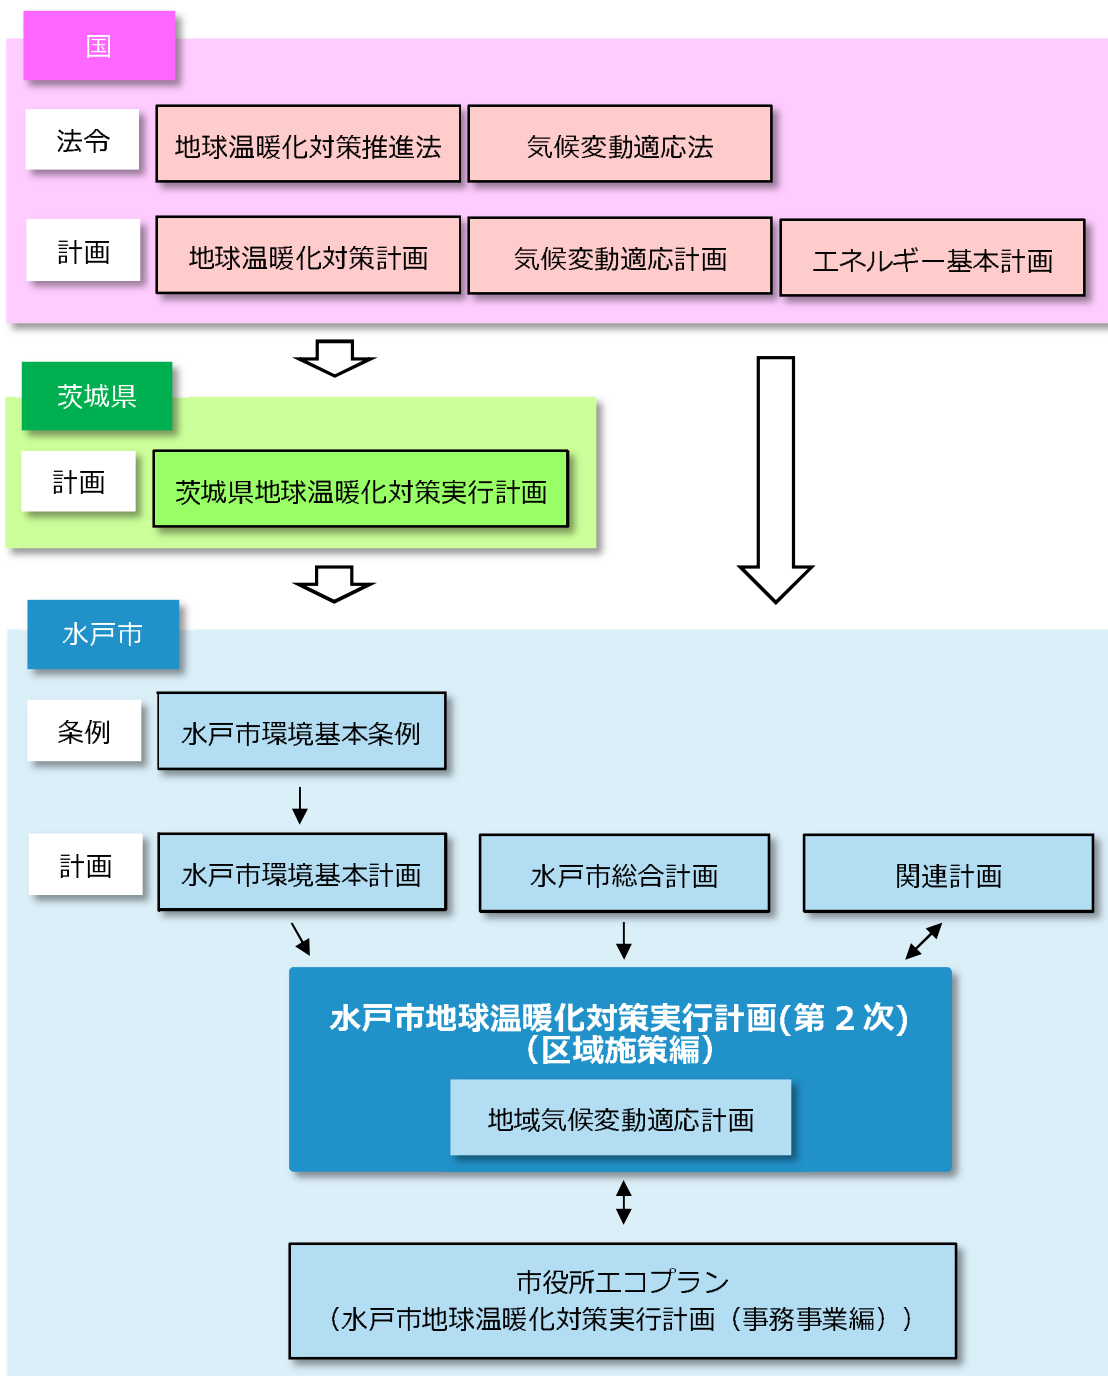 国
法令
地球温暖化対策推進法
気候変動適応法
計画
地球温暖化対策計画
気候変動適応計画
エネルギー基本計画
茨城県
計画
茨城県地球温暖化対策実行計画
水戸市
条例
水戸市環境基本条例
計画
水戸市環境基本計画
水戸市総合計画
関連計画
水戸市地球温暖化対策実行計画(第2次)
（区域施策編）
地域気候変動適応計画
市役所エコプラン
（水戸市地球温暖化対策実行計画（事務事業編））